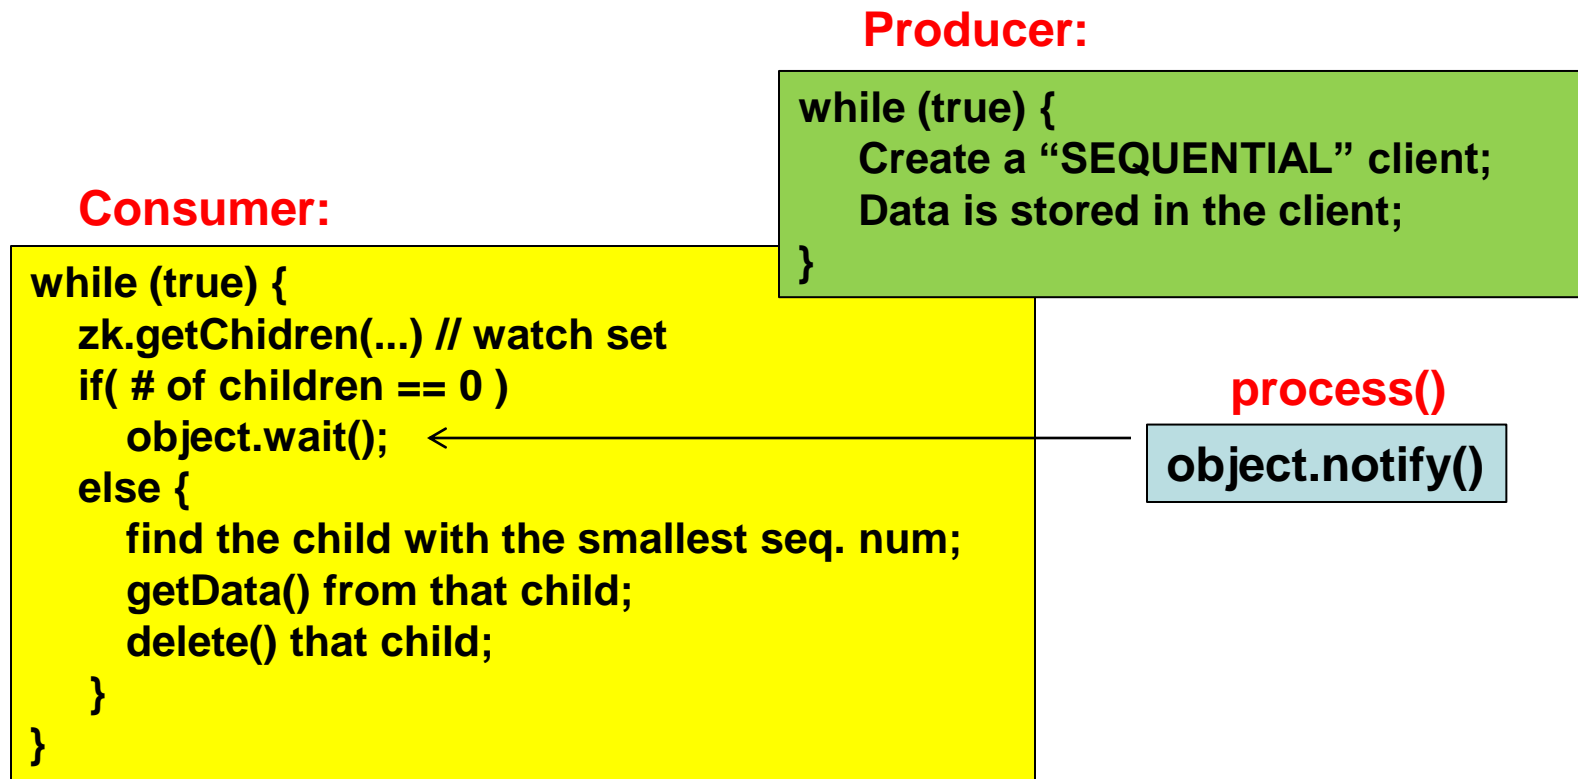 Producer:
while (true) {
Create a “SEQUENTIAL” client;
Data is stored in the client;
}
Consumer:
while (true) {
zk.getChidren(...) // watch set
if( # of children == 0 )
object.wait();
else {
find the child with the smallest seq. num;
getData() from that child;
delete() that child;
}
}
process()
object.notify()